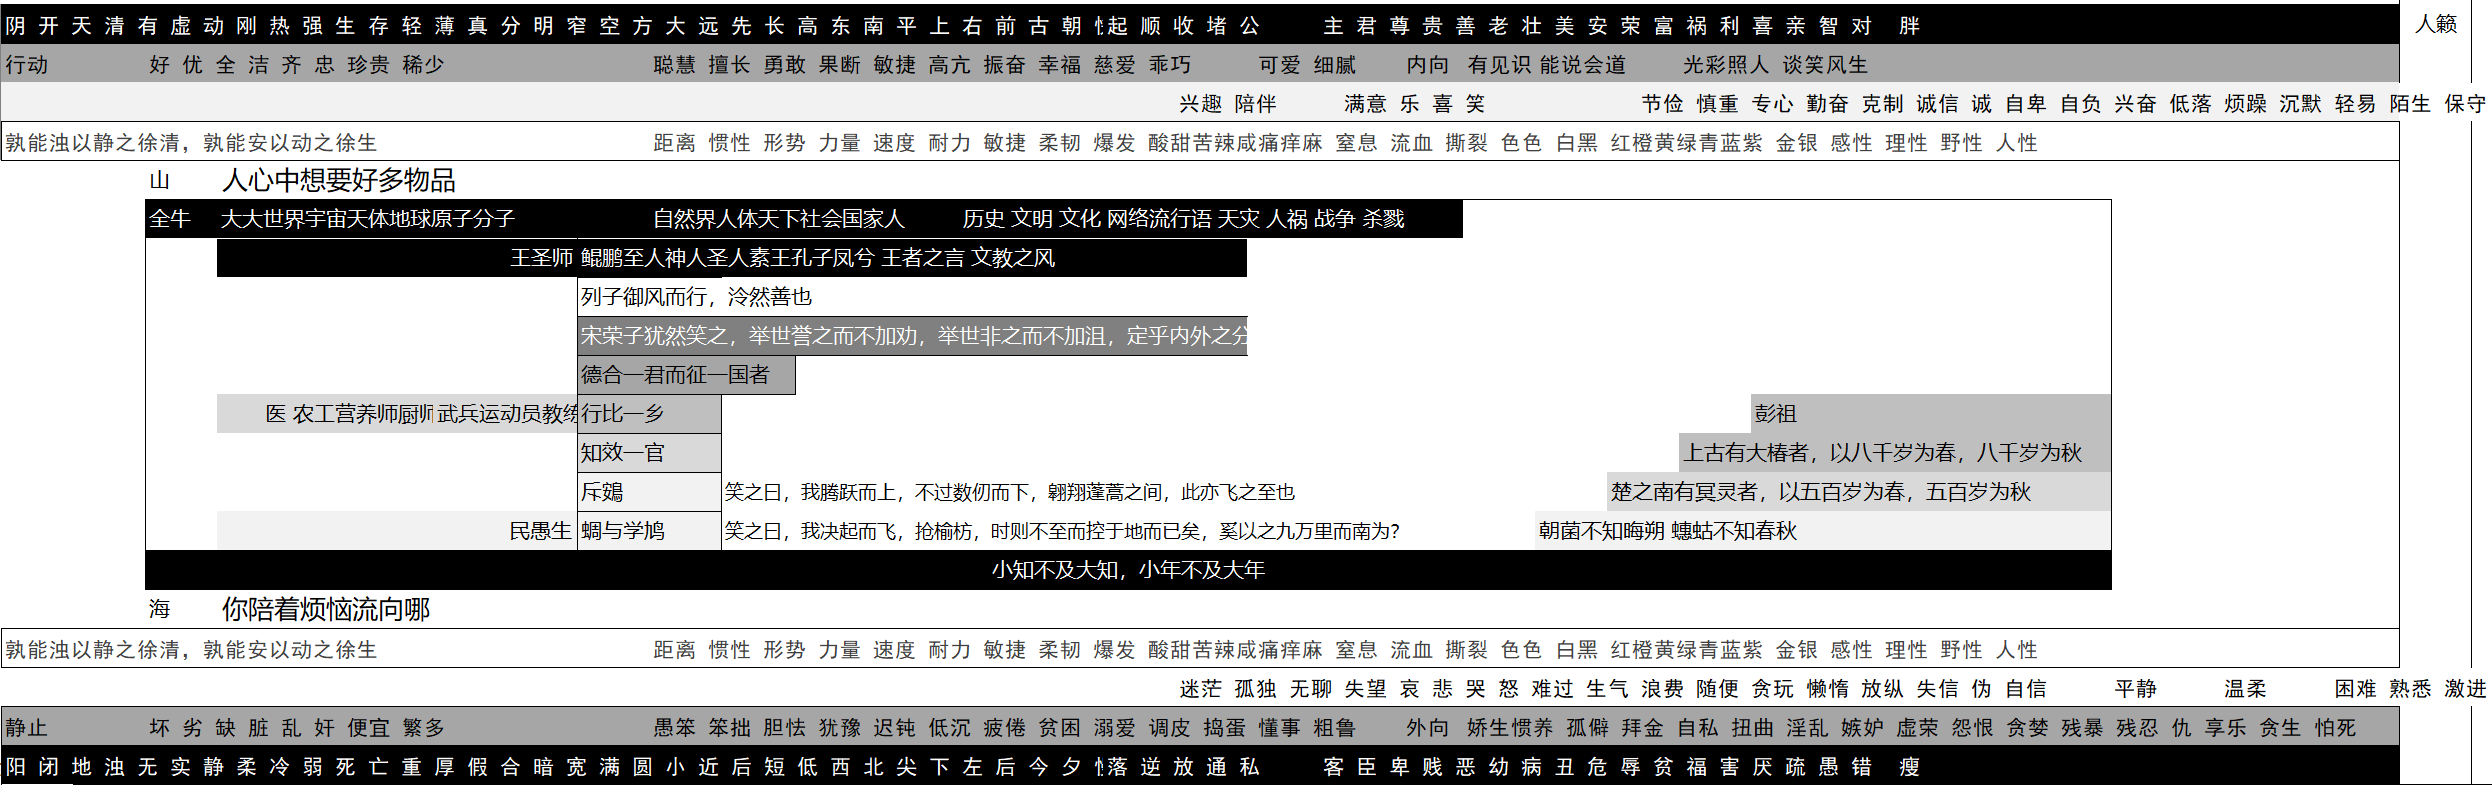 阴 开 天 清 有 虚 动 刚 热 强 生 存 轻 薄 真 分 明 窄 空 方 大 远 先 长 高 东 南 平 上 右 前 古 朝 起 顺 收 堵 公 主 君 尊 贵 善 老 壮 美 安 荣 富 祸 利 喜 亲 智 对 胖
人籁
行动 好 优 全 洁 齐 忠 珍贵 稀少 聪慧 擅长 勇敢 果断 敏捷 高亢 振奋 幸福 慈爱 乖巧 可爱 细腻 内向 有见识 能说会道 光彩照人 谈笑风生
兴趣 陪伴 满意 乐 喜 笑 节俭 慎重 专心 勤奋 克制 诚信 诚 自卑 自负 兴奋 低落 烦躁 沉默 轻易 陌生 保守
孰能浊以静之徐清，孰能安以动之徐生 距离 惯性 形势 力量 速度 耐力 敏捷 柔韧 爆发 酸甜苦辣咸痛痒麻 窒息 流血 撕裂 色色 白黑 红橙黄绿青蓝紫 金银 感性 理性 野性 人性
山 人心中想要好多物品
全牛 大大世界宇宙天体地球原子分子 自然界人体天下社会国家人 历史 文明 文化 网络流行语 天灾 人祸 战争 杀戮
王圣师 鲲鹏至人神人圣人素王孔子凤兮 王者之言 文教之风
列子御风而行，泠然善也
宋荣子犹然笑之，举世誉之而不加劝，举世非之而不加沮，定乎内外之分
德合一君而征一国者
医 农工营养师厨师 武兵运动员教练 行比一乡 彭祖
知效一官 上古有大椿者，以八千岁为春，八千岁为秋
斥鴳 笑之曰，我腾跃而上，不过数仞而下，翱翔蓬蒿之间，此亦飞之至也 楚之南有冥灵者，以五百岁为春，五百岁为秋
民愚生 蜩与学鸠 笑之曰，我决起而飞，抢榆枋，时则不至而控于地而已矣，奚以之九万里而南为？ 朝菌不知晦朔 蟪蛄不知春秋
小知不及大知，小年不及大年
海 你陪着烦恼流向哪
孰能浊以静之徐清，孰能安以动之徐生 距离 惯性 形势 力量 速度 耐力 敏捷 柔韧 爆发 酸甜苦辣咸痛痒麻 窒息 流血 撕裂 色色 白黑 红橙黄绿青蓝紫 金银 感性 理性 野性 人性
迷茫 孤独 无聊 失望 哀 悲 哭 怒 难过 生气 浪费 随便 贪玩 懒惰 放纵 失信 伪 自信 平静 温柔 困难 熟悉 激进
静止 坏 劣 缺 脏 乱 奸 便宜 繁多 愚笨 笨拙 胆怯 犹豫 迟钝 低沉 疲倦 贫困 溺爱 调皮 捣蛋 懂事 粗鲁 外向 娇生惯养 孤僻 拜金 自私 扭曲 淫乱 嫉妒 虚荣 怨恨 贪婪 残暴 残忍 仇 享乐 贪生 怕死
阳 闭 地 浊 无 实 静 柔 冷 弱 死 亡 重 厚 假 合 暗 宽 满 圆 小 近 后 短 低 西 北 尖 下 左 后 今 夕 落 逆 放 通 私 客 臣 卑 贱 恶 幼 病 丑 危 辱 贫 福 害 厌 疏 愚 错 瘦